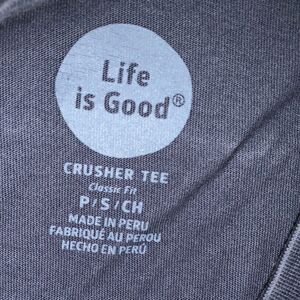 Life
is Good®
CRUSHER TEE
Classic Fit
P / S / CH
MADE IN PERU
FABRIQUÉ AU PEROU
HECHO EN PERÚ